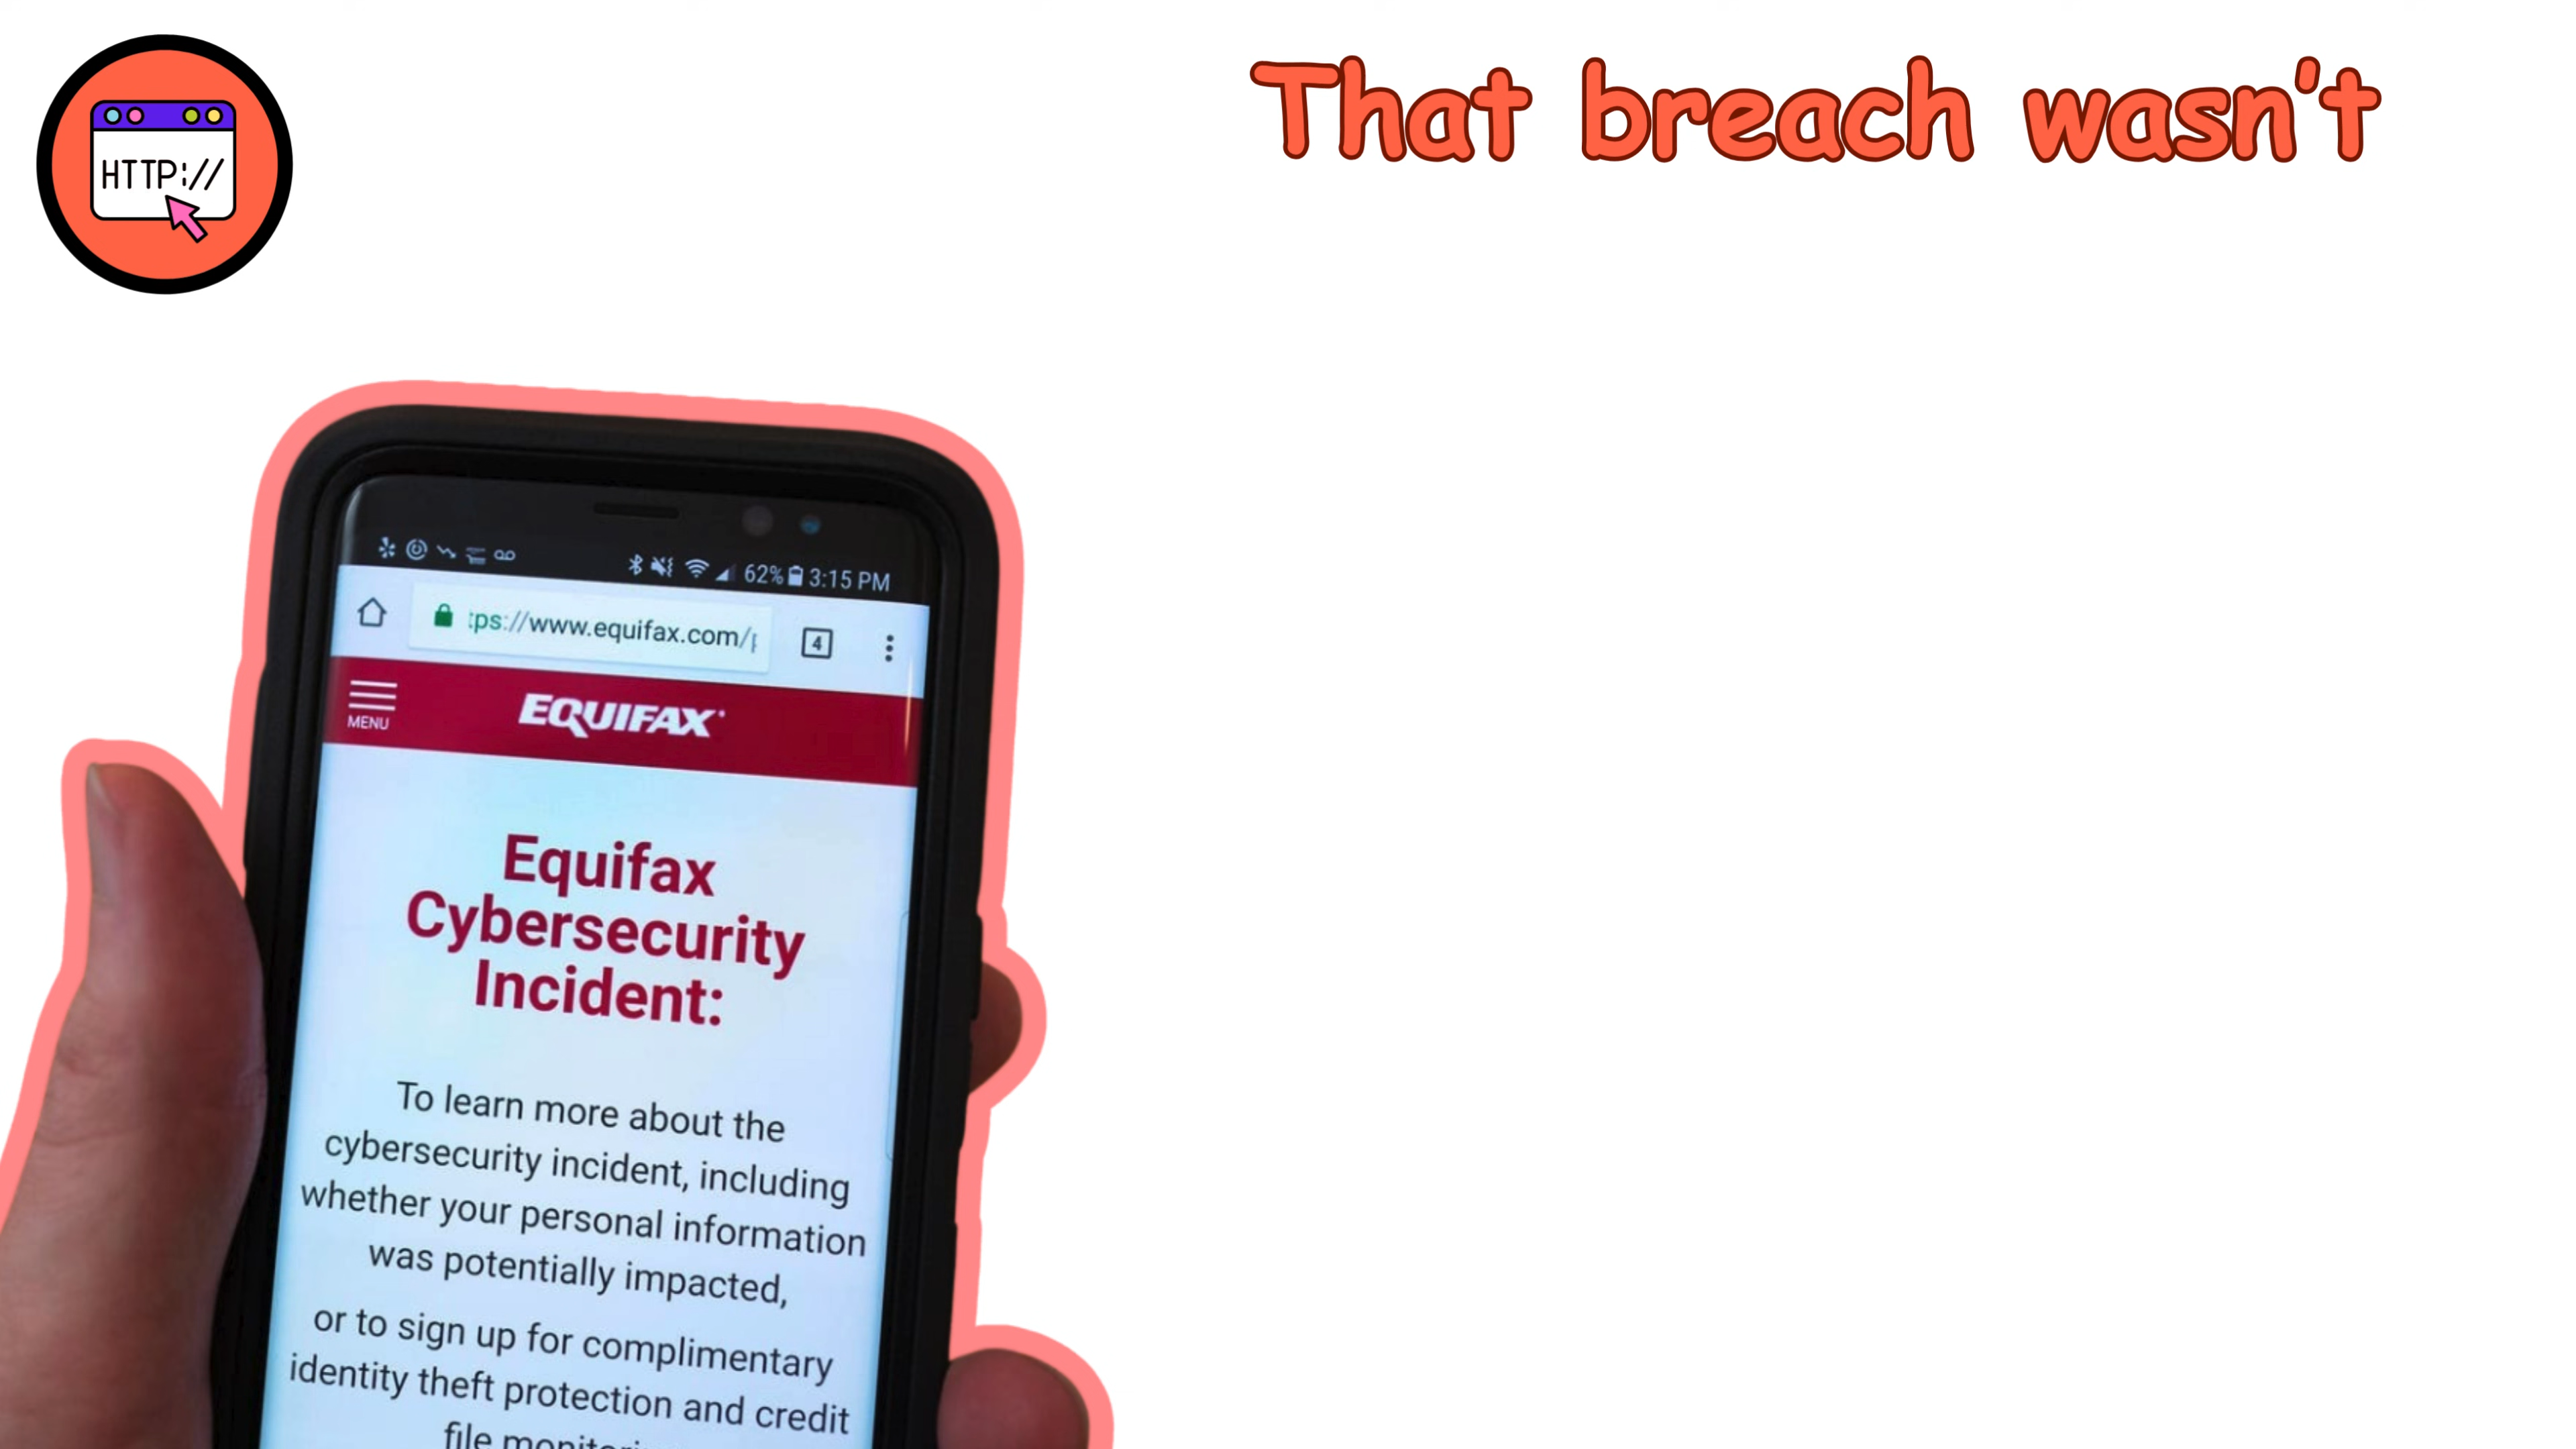 HTTP://
That breach wasn't
62% 3:15 PM
tps://www.equifax.com/
4
MENU
EQUIFAX
Equifax
Cybersecurity
Incident:
To learn more about the
cybersecurity incident, including
whether your personal information
was potentially impacted,
or to sign up for complimentary
identity theft protection and credit
file